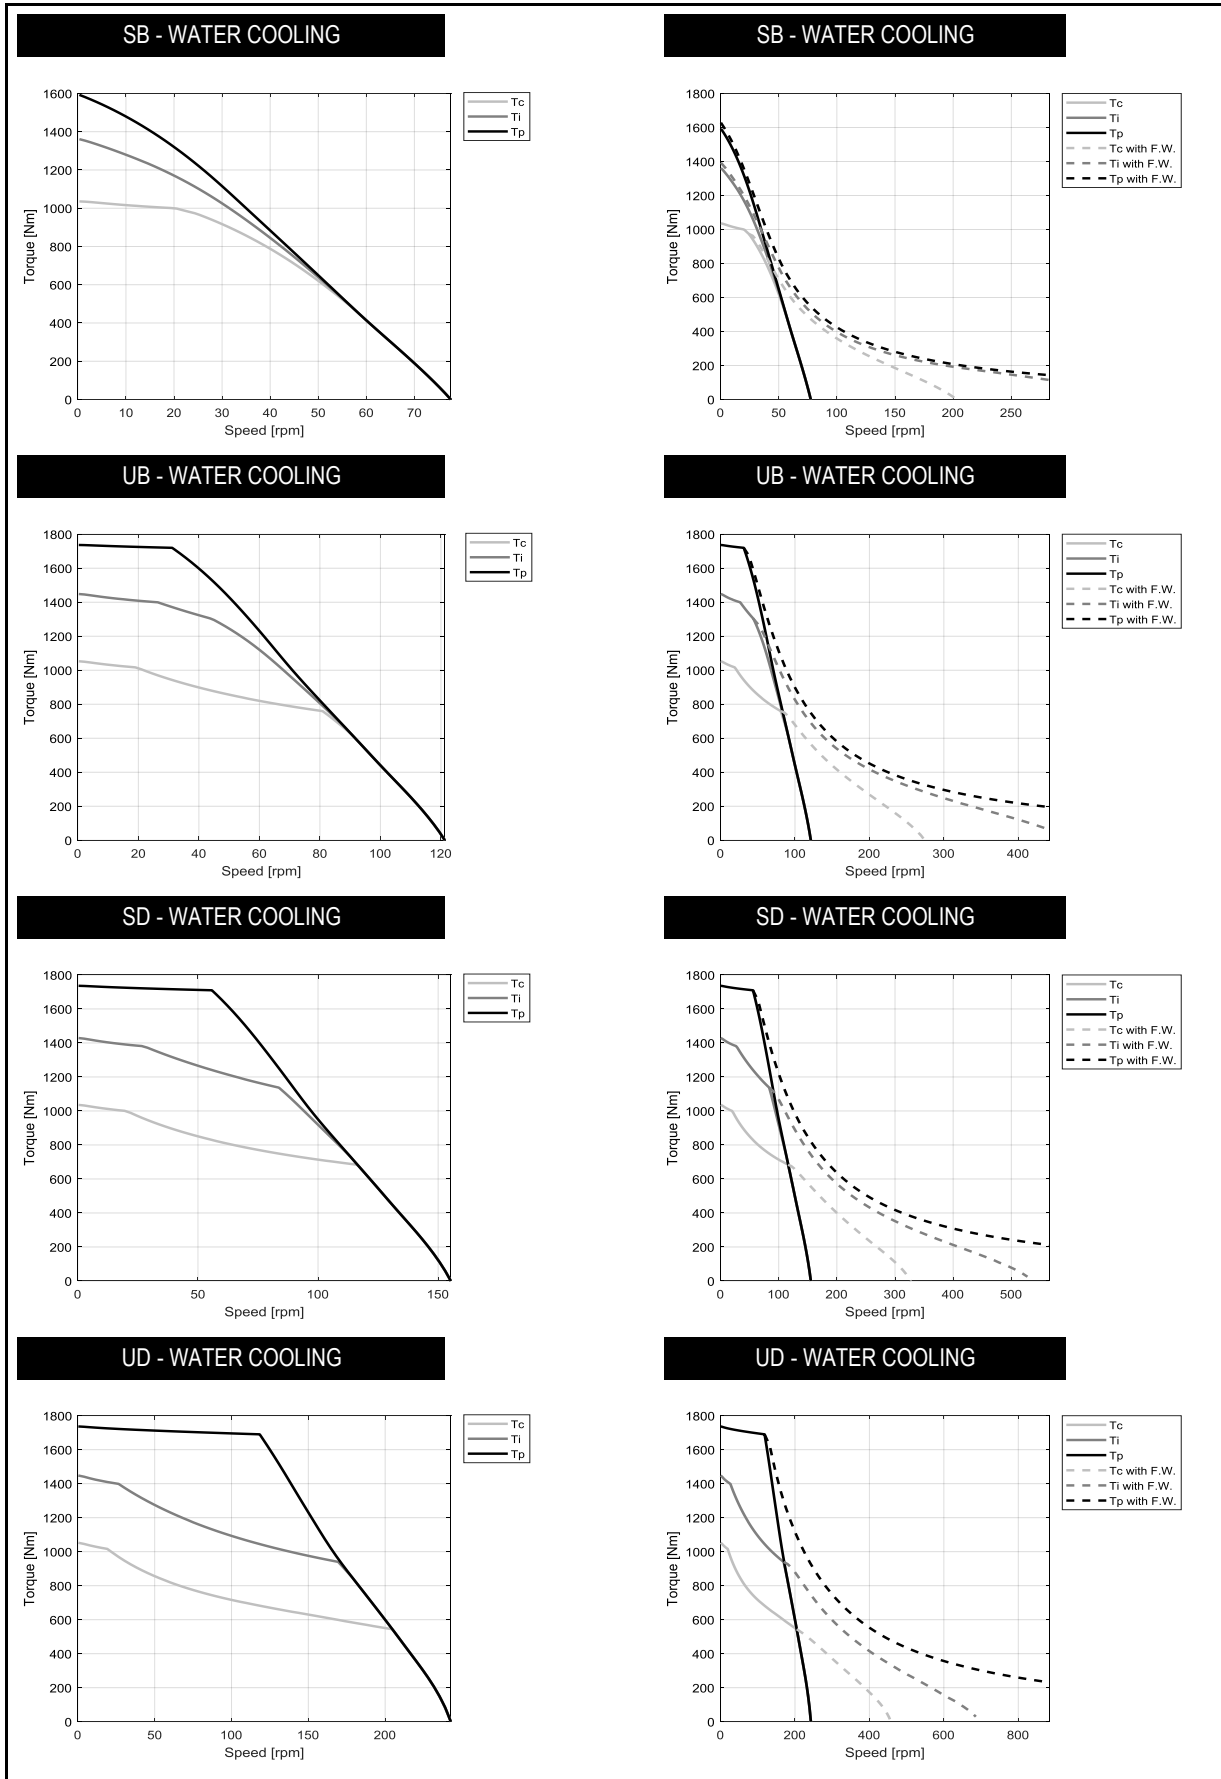 SB - WATER COOLING
1600
1400
1200
1000
800
600
400
200
0
Torque [Nm]
0 10 20 30 40 50 60 70
Speed [rpm]
Tc
Ti
Tp
SB - WATER COOLING
1800
1600
1400
1200
1000
800
600
400
200
0
Torque [Nm]
0 50 100 150 200 250
Speed [rpm]
Tc
Ti
Tp
Tc with F.W.
Ti with F.W.
Tp with F.W.
UB - WATER COOLING
1800
1600
1400
1200
1000
800
600
400
200
0
Torque [Nm]
0 20 40 60 80 100 120
Speed [rpm]
Tc
Ti
Tp
UB - WATER COOLING
1800
1600
1400
1200
1000
800
600
400
200
0
Torque [Nm]
0 100 200 300 400
Speed [rpm]
Tc
Ti
Tp
Tc with F.W.
Ti with F.W.
Tp with F.W.
SD - WATER COOLING
1800
1600
1400
1200
1000
800
600
400
200
0
Torque [Nm]
0 50 100 150
Speed [rpm]
Tc
Ti
Tp
SD - WATER COOLING
1800
1600
1400
1200
1000
800
600
400
200
0
Torque [Nm]
0 100 200 300 400 500
Speed [rpm]
Tc
Ti
Tp
Tc with F.W.
Ti with F.W.
Tp with F.W.
UD - WATER COOLING
1800
1600
1400
1200
1000
800
600
400
200
0
Torque [Nm]
0 50 100 150 200
Speed [rpm]
Tc
Ti
Tp
UD - WATER COOLING
1800
1600
1400
1200
1000
800
600
400
200
0
Torque [Nm]
0 200 400 600 800
Speed [rpm]
Tc
Ti
Tp
Tc with F.W.
Ti with F.W.
Tp with F.W.